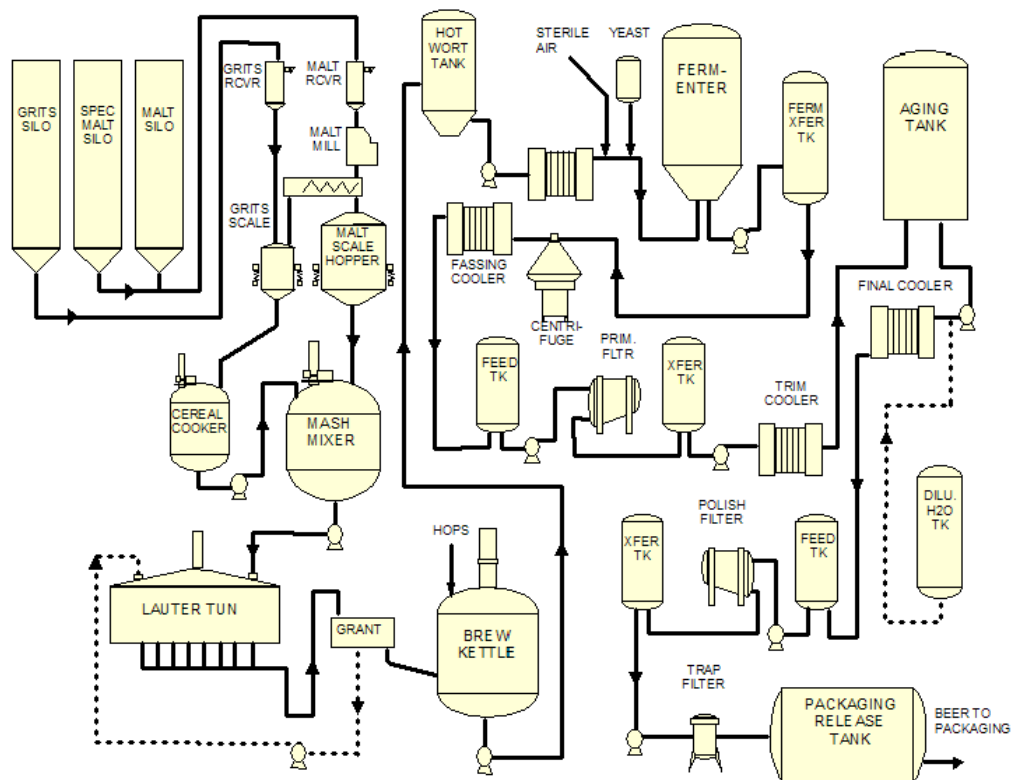 GRITS
SILO
SPEC
MALT
SILO
MALT
SILO
GRITS
RCVR
MALT
RCVR
MALT
MILL
GRITS
SCALE
MALT
SCALE
HOPPER
HOT
WORT
TANK
STERILE
AIR
YEAST
FERM-
ENTER
FERM
XFER
TK
AGING
TANK
FASSING
COOLER
CENTRI-
FUGE
FINAL COOLER
CEREAL
COOKER
MASH
MIXER
FEED
TK
PRIM.
FLTR
XFER
TK
TRIM
COOLER
DILU.
H2O
TK
LAUTER TUN
GRANT
HOPS
BREW
KETTLE
XFER
TK
POLISH
FILTER
FEED
TK
TRAP
FILTER
PACKAGING
RELEASE
TANK
BEER TO
PACKAGING